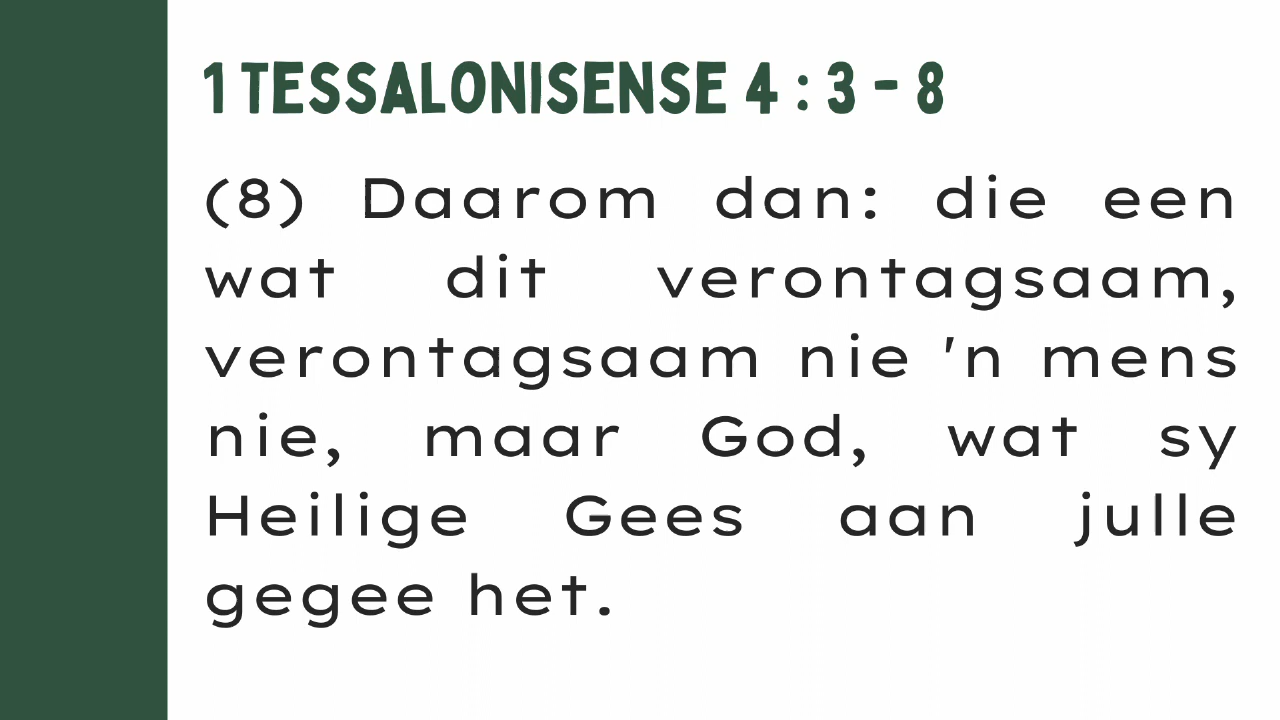 1 TESSALONISENSE 4 : 3 - 8
(8) Daarom dan: die een
wat dit verontagsaam,
verontagsaam nie 'n mens
nie, maar God, wat sy
Heilige Gees aan julle
gegee het.